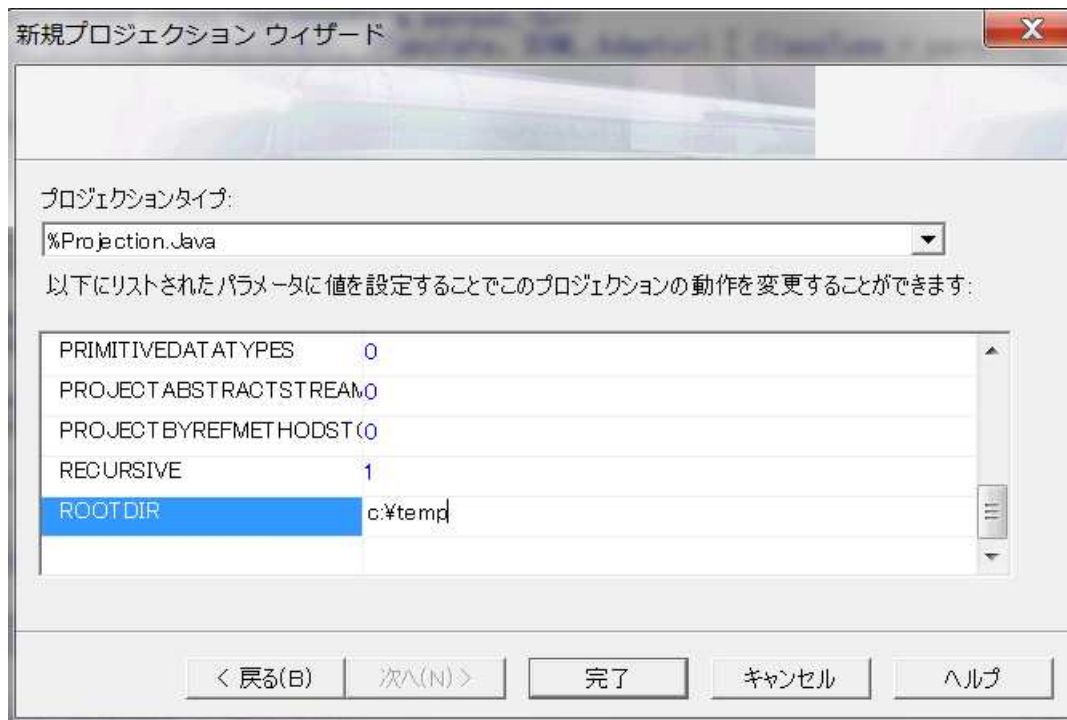 新規プロジェクション ウィザード
プロジェクションタイプ:
%Projection.Java
以下にリストされたパラメータに値を設定することでこのプロジェクションの動作を変更することができます:
PRIMITIVEDATATYPES 0
PROJECTABSTRACTSTREAM 0
PROJECTBYREFMETHODST( 0
RECURSIVE 1
ROOTDIR c:¥temp
< 戻る(B) 次へ(N) > 完了 キャンセル ヘルプ